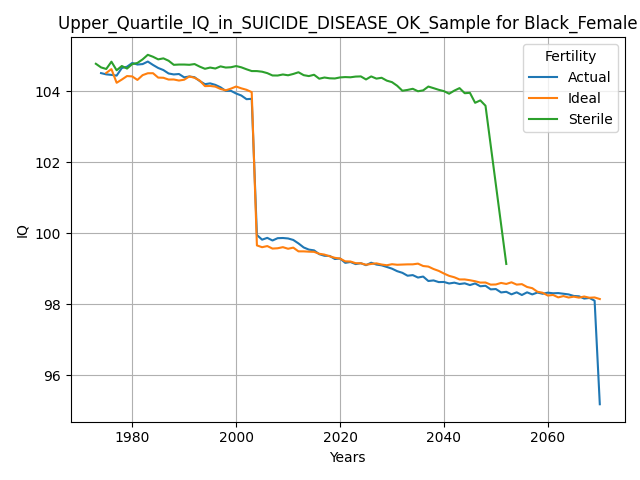 Upper_Quartile_IQ_in_SUICIDE_DISEASE_OK_Sample for Black_Female
Fertility
Actual
Ideal
Sterile
104
102
100
98
96
IQ
1980
2000
2020
2040
2060
Years